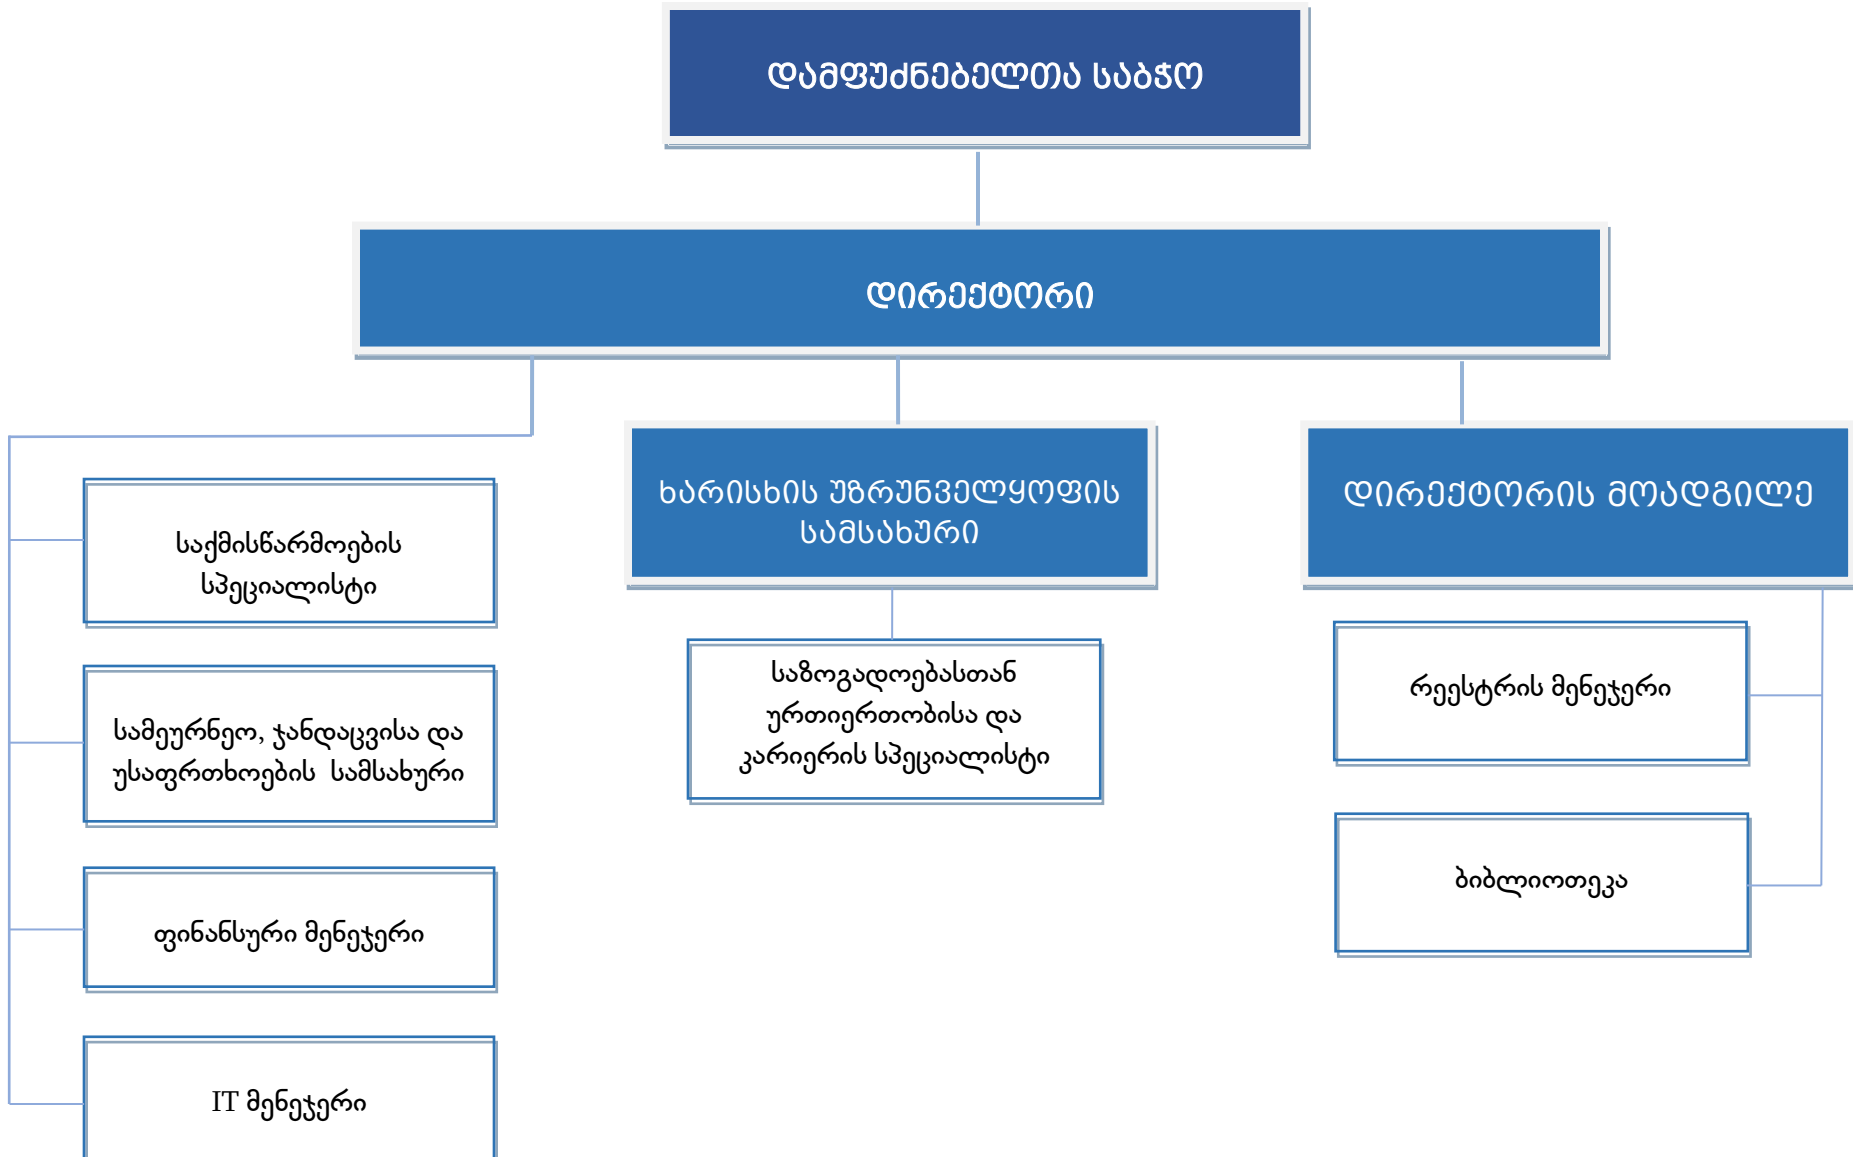 დამფუძნებელთა საბჭო
დირექტორი
ხარისხის უზრუნველყოფის
სამსახური
დირექტორის მოადგილე
საქმისწარმოების
სპეციალისტი
სამეურნეო, ჯანდაცვისა და
უსაფრთხოების სამსახური
ფინანსური მენეჯერი
IT მენეჯერი
საზოგადოებასთან
ურთიერთობისა და
კარიერის სპეციალისტი
რეესტრის მენეჯერი
ბიბლიოთეკა